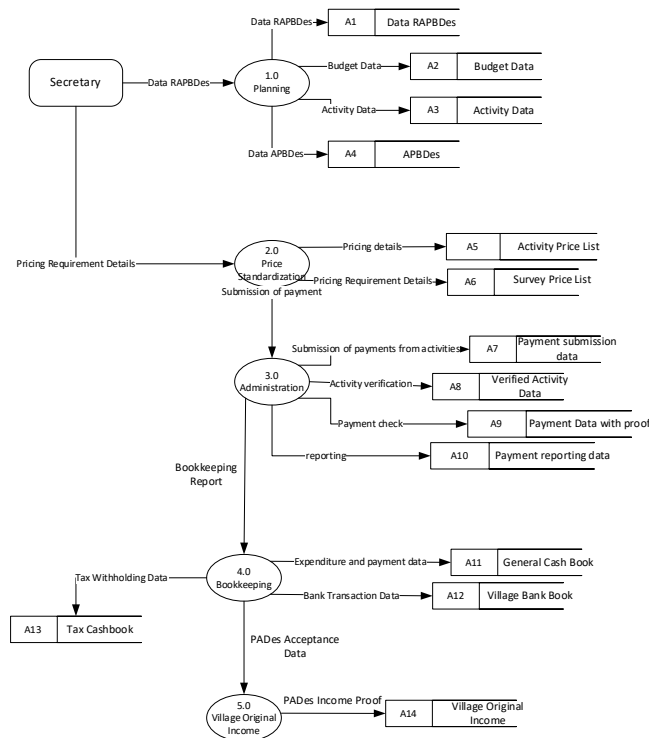 Data RAPBDes
A1
Data RAPBDes
Secretary
Data RAPBDes
1.0
Planning
Budget Data
A2
Budget Data
Activity Data
A3
Activity Data
Data APBDes
A4
APBDes
Pricing Requirement Details
2.0
Price
Standardization
Pricing details
A5
Activity Price List
Pricing Requirement Details
A6
Survey Price List
Submission of payment
Submission of payments from activities
A7
Payment submission
data
3.0
Administration
Activity verification
A8
Verified Activity
Data
Payment check
A9
Payment Data with proof
reporting
A10
Payment reporting data
Bookkeeping
Report
Tax Withholding Data
4.0
Bookkeeping
Expenditure and payment data
A11
General Cash Book
Bank Transaction Data
A12
Village Bank Book
A13
Tax Cashbook
PADes Acceptance
Data
5.0
Village Original
Income
PADes Income Proof
A14
Village Original
Income